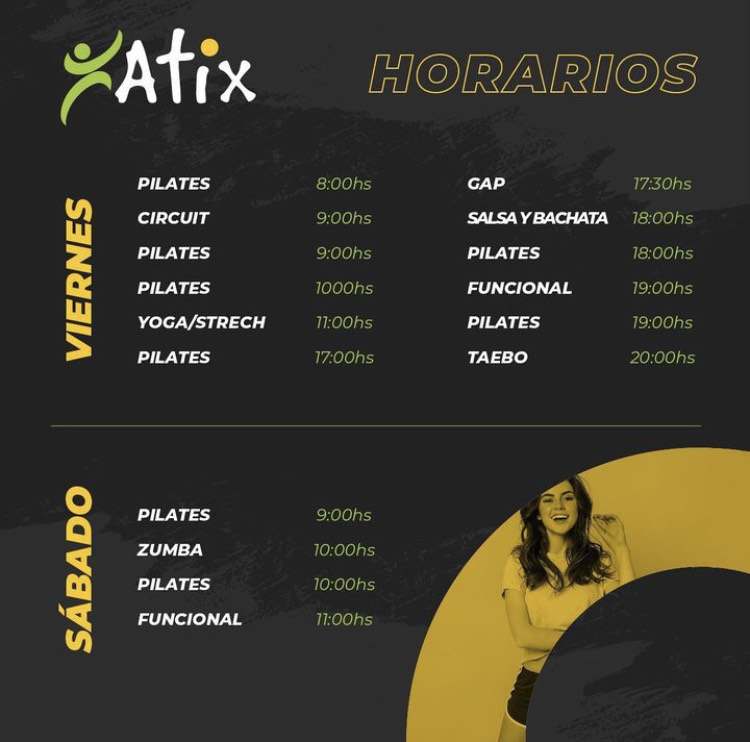 Atix
HORARIOS
VIERNES
PILATES 8:00hs
CIRCUIT 9:00hs
PILATES 9:00hs
PILATES 1000hs
YOGA/STRECH 11:00hs
PILATES 17:00hs
GAP 17:30hs
SALSA Y BACHATA 18:00hs
PILATES 18:00hs
FUNCIONAL 19:00hs
PILATES 19:00hs
TAEBO 20:00hs
SÁBADO
PILATES 9:00hs
ZUMBA 10:00hs
PILATES 10:00hs
FUNCIONAL 11:00hs